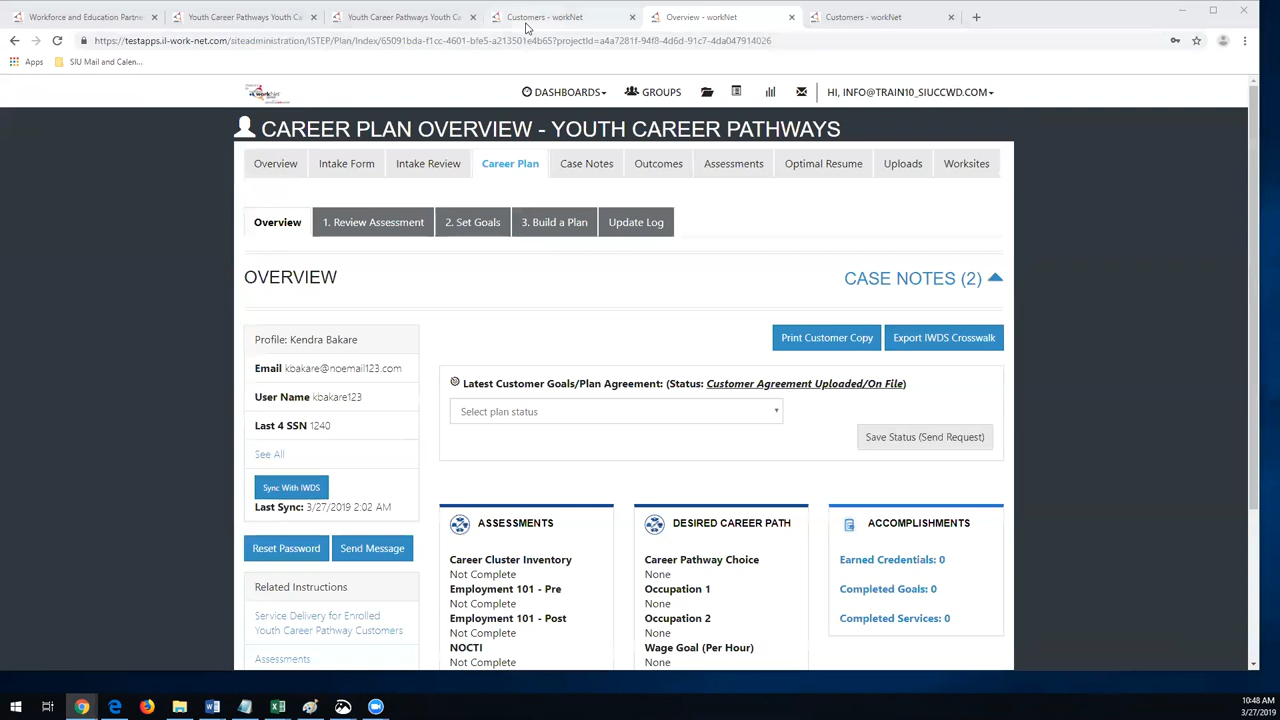 Workforce and Education Partne
Youth Career Pathways Youth Ca
Youth Career Pathways Youth Ca
Customers - workNet
Overview - workNet
Customers - workNet
https://testapps.il-work-net.com/siteadministration/ISTEP/Plan/Index/65091bda-f1cc-4601-bfe5-a213501e4b65?projectId=a4a7281f-94f8-4d6d-91c7-4da047914026
Apps
SIU Mail and Calen...
workNet
DASHBOARDS
GROUPS
HI, INFO@TRAIN10_SIUCCWD.COM
CAREER PLAN OVERVIEW - YOUTH CAREER PATHWAYS
Overview
Intake Form
Intake Review
Career Plan
Case Notes
Outcomes
Assessments
Optimal Resume
Uploads
Worksites
Overview
1. Review Assessment
2. Set Goals
3. Build a Plan
Update Log
OVERVIEW
CASE NOTES (2)
Profile: Kendra Bakare
Email kbakare@noemail123.com
User Name kbakare123
Last 4 SSN 1240
See All
Sync With IWDS
Last Sync: 3/27/2019 2:02 AM
Reset Password
Send Message
Related Instructions
Service Delivery for Enrolled
Youth Career Pathway Customers
Assessments
Print Customer Copy
Export IWDS Crosswalk
Latest Customer Goals/Plan Agreement: (Status: Customer Agreement Uploaded/On File)
Select plan status
Save Status (Send Request)
ASSESSMENTS
Career Cluster Inventory
Not Complete
Employment 101 - Pre
Not Complete
Employment 101 - Post
Not Complete
NOCTI
Not Complete
DESIRED CAREER PATH
Career Pathway Choice
None
Occupation 1
None
Occupation 2
None
Wage Goal (Per Hour)
None
ACCOMPLISHMENTS
Earned Credentials: 0
Completed Goals: 0
Completed Services: 0
10:48 AM
3/27/2019